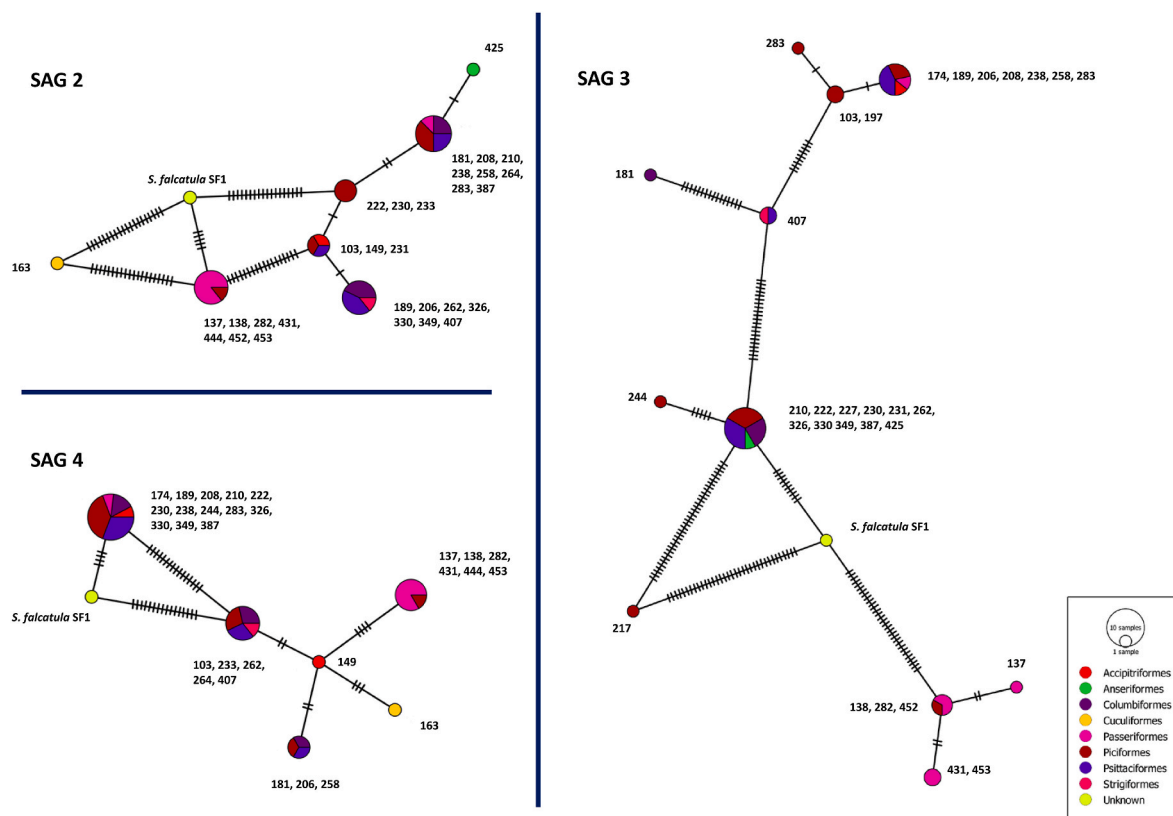 SAG 2
425
181, 208, 210,
238, 258, 264,
283, 387
S. falcatula SF1
222, 230, 233
163
103, 149, 231
137, 138, 282, 431,
444, 452, 453
189, 206, 262, 326,
330, 349, 407
SAG 4
174, 189, 208, 210, 222,
230, 238, 244, 283, 326,
330, 349, 387
137, 138, 282,
431, 444, 453
S. falcatula SF1
103, 233, 262,
264, 407
149
163
181, 206, 258
SAG 3
283
174, 189, 206, 208, 238, 258, 283
103, 197
181
407
244
210, 222, 227, 230, 231, 262,
326, 330 349, 387, 425
S. falcatula SF1
217
137
138, 282, 452
431, 453
10 samples
1 sample
Accipitriformes
Anseriformes
Columbiformes
Cuculiformes
Passeriformes
Piciformes
Psittaciformes
Strigiformes
Unknown